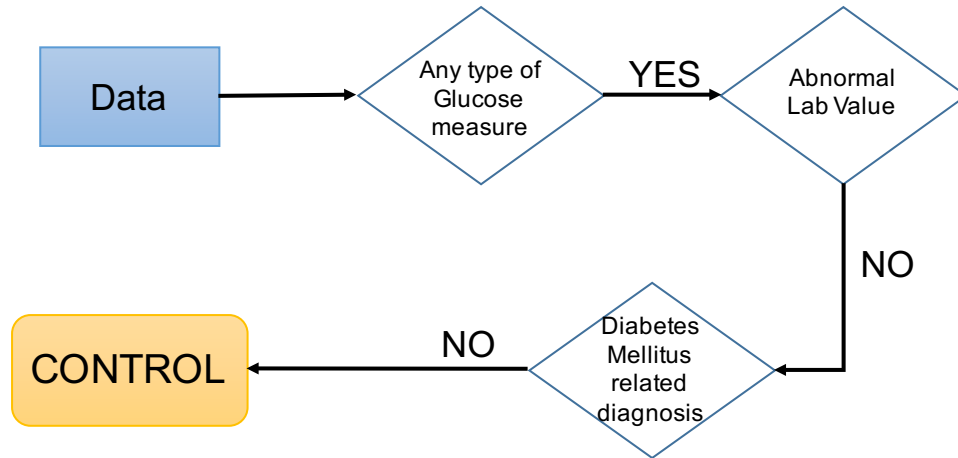 Data
Any type of
Glucose
measure
YES
Abnormal
Lab Value
NO
Diabetes
Mellitus
related
diagnosis
NO
CONTROL